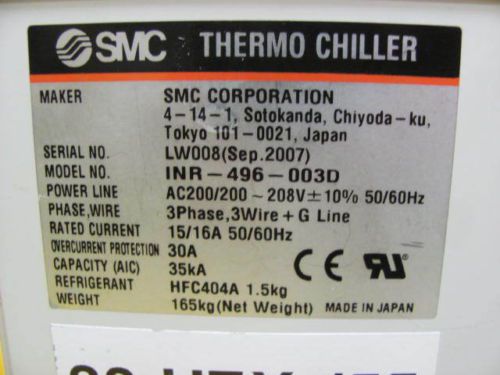 SMC THERMO CHILLER
MAKER SMC CORPORATION
4-14-1, Sotokanda, Chiyoda-ku,
Tokyo 101-0021, Japan
SERIAL NO. LW008(Sep.2007)
MODEL NO. INR-496-003D
POWER LINE AC200/200~208V±10% 50/60Hz
PHASE,WIRE 3Phase,3Wire+G Line
RATED CURRENT 15/16A 50/60Hz
OVERCURRENT PROTECTION 30A
CAPACITY (AIC) 35kA
REFRIGERANT HFC404A 1.5kg
WEIGHT 165kg(Net Weight)
CE
MADE IN JAPAN